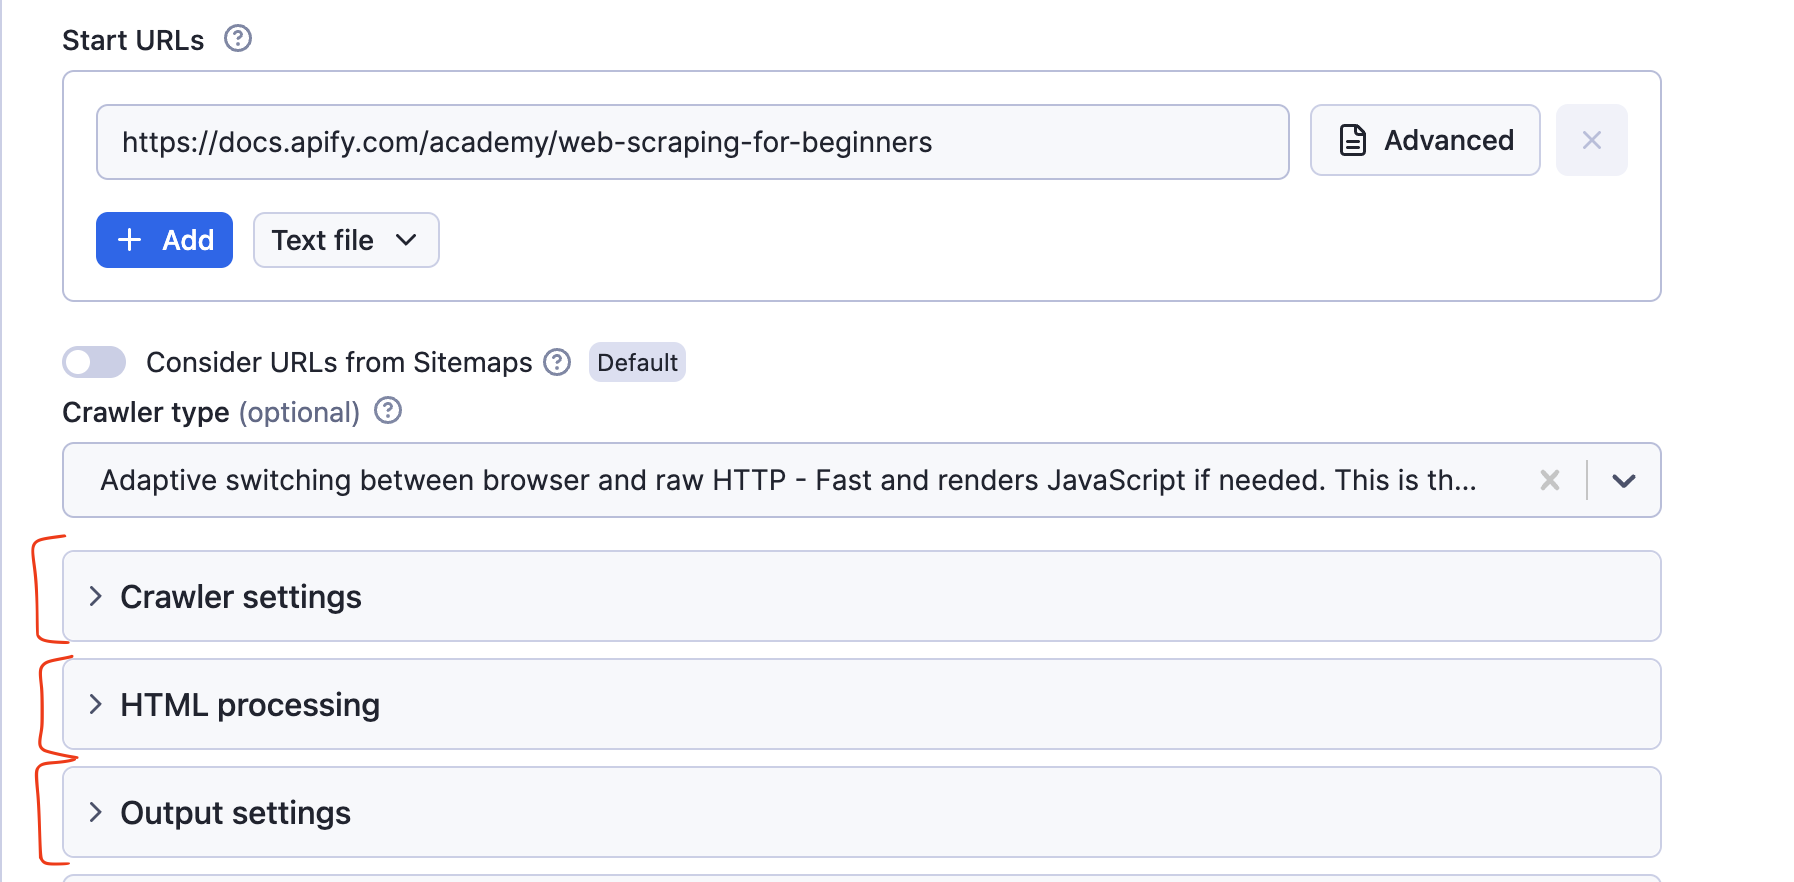 Start URLs
https://docs.apify.com/academy/web-scraping-for-beginners
Advanced
Add
Text file
Consider URLs from Sitemaps
Default
Crawler type (optional)
Adaptive switching between browser and raw HTTP - Fast and renders JavaScript if needed. This is th...
Crawler settings
HTML processing
Output settings